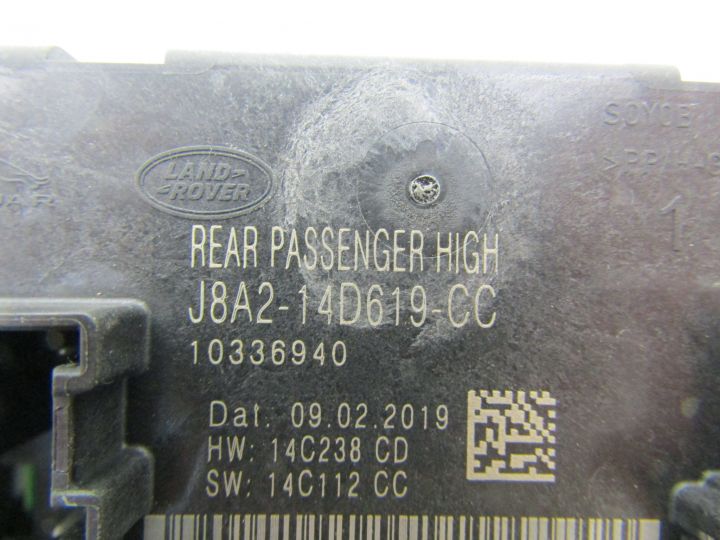 LAND-
-ROVER
REAR PASSENGER HIGH
J8A2-14D619-CC
10336940
Dat: 09.02.2019
HW: 14C238 CD
SW: 14C112 CC
1